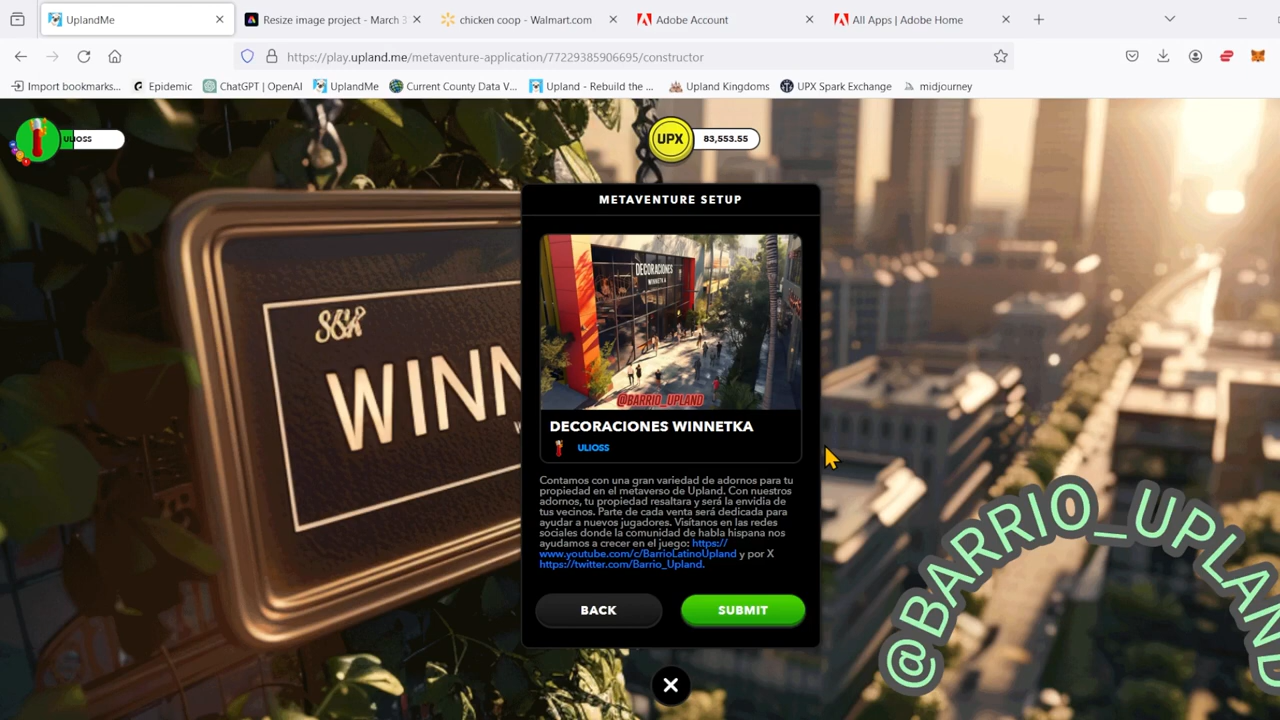 UplandMe
Resize image project - March 3
chicken coop - Walmart.com
Adobe Account
All Apps | Adobe Home
https://play.upland.me/metaventure-application/77229385906695/constructor
Import bookmarks...
Epidemic
ChatGPT | OpenAI
UplandMe
Current County Data V...
Upland - Rebuild the ...
Upland Kingdoms
UPX Spark Exchange
midjourney
ulioss
UPX
83,553.55
METAVENTURE SETUP
DECORACIONES
WINNETKA
@BARRIO_UPLAND
DECORACIONES WINNETKA
ULIOSS
Contamos con una gran variedad de adornos para tu
propiedad en el metaverso de Upland. Con nuestros
adornos, tu propiedad resaltara y será la envidia de
tus vecinos. Parte de cada venta será dedicada para
ayudar a nuevos jugadores. Visítanos en las redes
sociales donde la comunidad de habla hispana nos
ayudamos a crecer en el juego: https://
www.youtube.com/c/BarrioLatinoUpland y por X
https://twitter.com/Barrio_Upland.
BACK
SUBMIT
WINN
@BARRIO_UPLAND